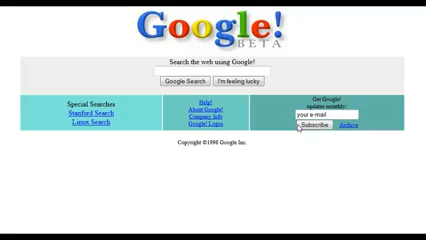 Google!
BETA
Search the web using Google!
Google Search I'm feeling lucky
Special Searches
Stanford Search
Linux Search
Help!
About Google!
Company Info
Google! Logos
Get Google!
updates monthly:
your e-mail
Subscribe Archive
Copyright ©1998 Google Inc.